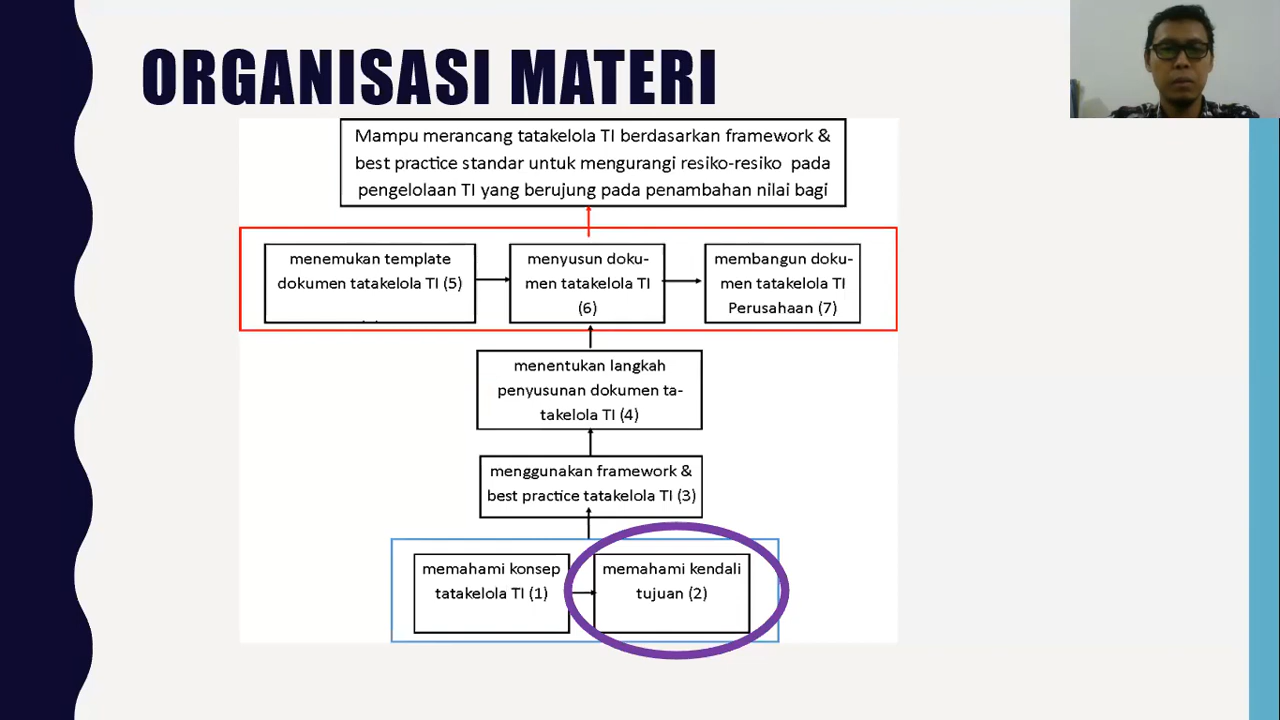 ORGANISASI MATERI
Mampu merancang tatakelola TI berdasarkan framework &
best practice standar untuk mengurangi resiko-resiko pada
pengelolaan TI yang berujung pada penambahan nilai bagi
menemukan template
dokumen tatakelola TI (5)
menyusun doku-
men tatakelola TI
(6)
membangun doku-
men tatakelola TI
Perusahaan (7)
menentukan langkah
penyusunan dokumen ta-
takelola TI (4)
menggunakan framework &
best practice tatakelola TI (3)
memahami konsep
tatakelola TI (1)
memahami kendali
tujuan (2)